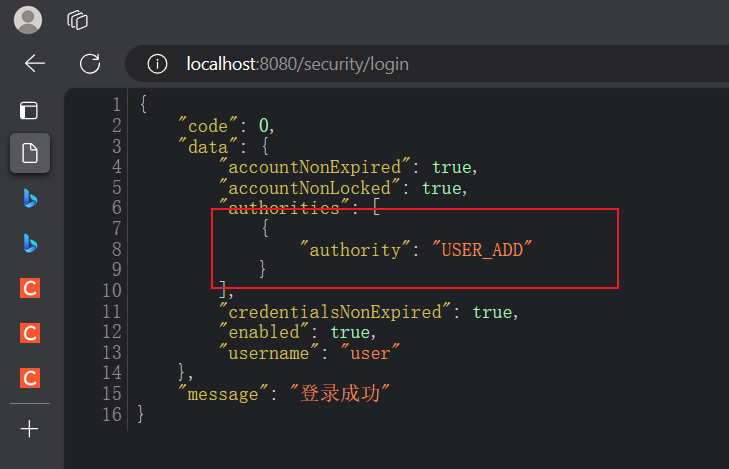 localhost:8080/security/login
1 {
2 "code": 0,
3 "data": {
4 "accountNonExpired": true,
5 "accountNonLocked": true,
6 "authorities": [
7 {
8 "authority": "USER_ADD"
9 }
10 ],
11 "credentialsNonExpired": true,
12 "enabled": true,
13 "username": "user"
14 },
15 "message": "登录成功"
16 }